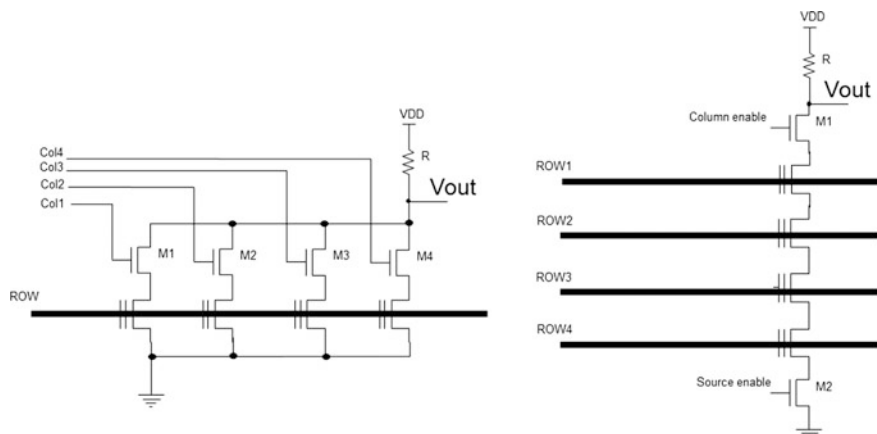 VDD
R
Vout
Col4
Col3
Col2
Col1
M1
M2
M3
M4
ROW
VDD
R
Vout
Column enable
M1
ROW1
ROW2
ROW3
ROW4
Source enable
M2